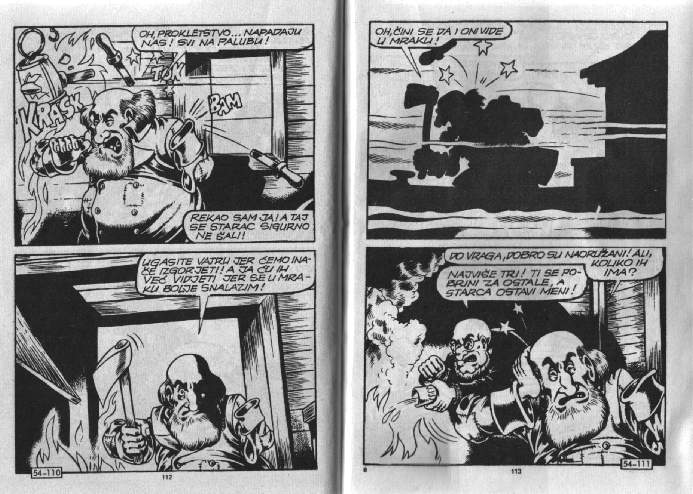 OH, PROKLETSTVO... NAPADAJU
NAS! SVI NA PALUBU!
KRASK
TOK
BAM
REKAO SAM JA! A TAJ
SE STARAC SIGURNO
NE ŠALI!
UGASITE VATRU JER ĆEMO INA-
ČE IZGORJETI! A JA ĆU IH
VEĆ VIDJETI JER SE U MRA-
KU BOLJE SNALAZIM!
54-110
112
OH, ČINI SE DA I ONI VIDE
U MRAKU!
DO VRAGA, DOBRO SU NAORUŽANI! ALI,
KOLIKO IH
IMA?
NAJVIŠE TRI! TI SE PO-
BRINI ZA OSTALE, A
STARCA OSTAVI MENI!
8
113
54-111